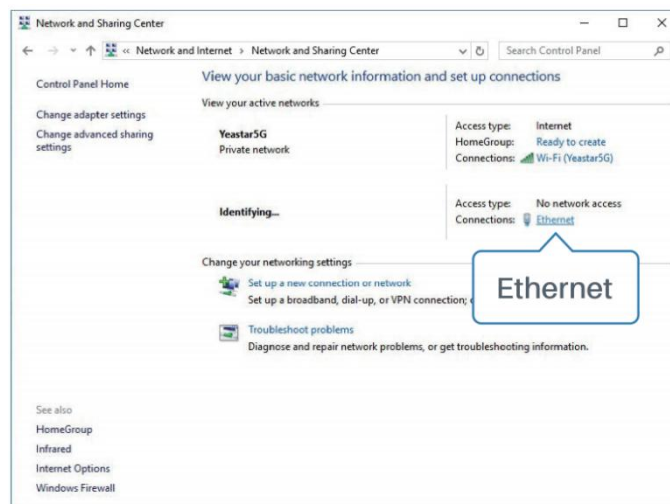 Network and Sharing Center
« Network and Internet › Network and Sharing Center
Search Control Panel
Control Panel Home
Change adapter settings
Change advanced sharing
settings
View your basic network information and set up connections
View your active networks
Yeastar5G
Private network
Access type: Internet
HomeGroup: Ready to create
Connections: Wi-Fi (Yeastar5G)
Identifying...
Access type: No network access
Connections: Ethernet
Ethernet
Change your networking settings
Set up a new connection or network
Set up a broadband, dial-up, or VPN connection;
Troubleshoot problems
Diagnose and repair network problems, or get troubleshooting information.
See also
HomeGroup
Infrared
Internet Options
Windows Firewall